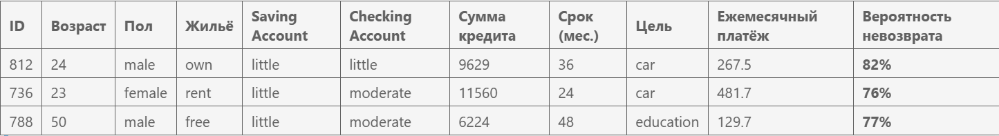 ID Возраст Пол Жильё Saving Account Checking Account Сумма кредита Срок (мес.) Цель Ежемесячный платёж Вероятность невозврата
812 24 male own little little 9629 36 car 267.5 82%
736 23 female rent little moderate 11560 24 car 481.7 76%
788 50 male free little moderate 6224 48 education 129.7 77%